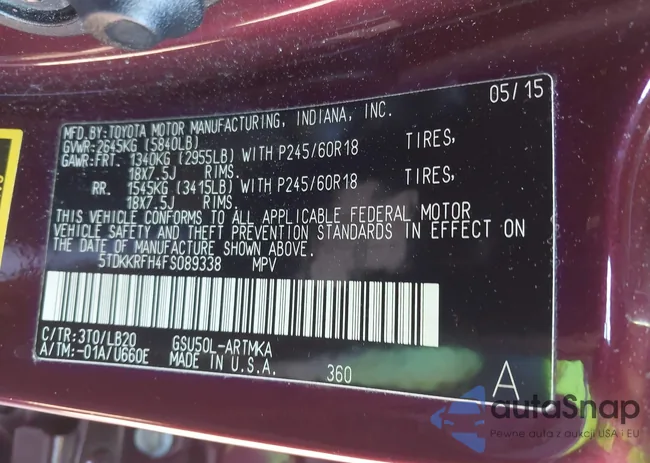 05/15
MFD.BY:TOYOTA MOTOR MANUFACTURING, INDIANA, INC.
GVWR:2645KG (5840LB)
GAWR:FRT. 1340KG (2955LB) WITH P245/60R18 TIRES,
18X7.5J RIMS.
RR. 1545KG (3415LB) WITH P245/60R18 TIRES,
18X7.5J RIMS.
THIS VEHICLE CONFORMS TO ALL APPLICABLE FEDERAL MOTOR
VEHICLE SAFETY AND THEFT PREVENTION STANDARDS IN EFFECT ON
THE DATE OF MANUFACTURE SHOWN ABOVE.
5TDKKRFH4FS089338 MPV
C/TR:3T0/LB20 GSU50L-ARTMKA
A/TM:-01A/U660E MADE IN U.S.A. 360
A
autaSnap
Pewne auta z aukcji USA i EU